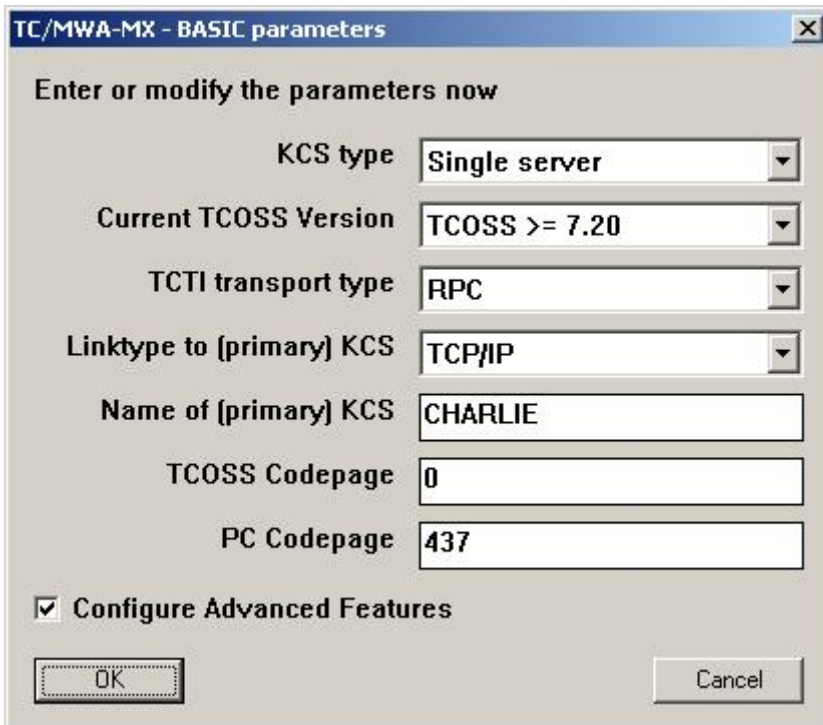 TC/MWA-MX - BASIC parameters
Enter or modify the parameters now
KCS type Single server
Current TCOSS Version TCOSS >= 7.20
TCTI transport type RPC
Linktype to (primary) KCS TCP/IP
Name of (primary) KCS CHARLIE
TCOSS Codepage 0
PC Codepage 437
Configure Advanced Features
OK Cancel